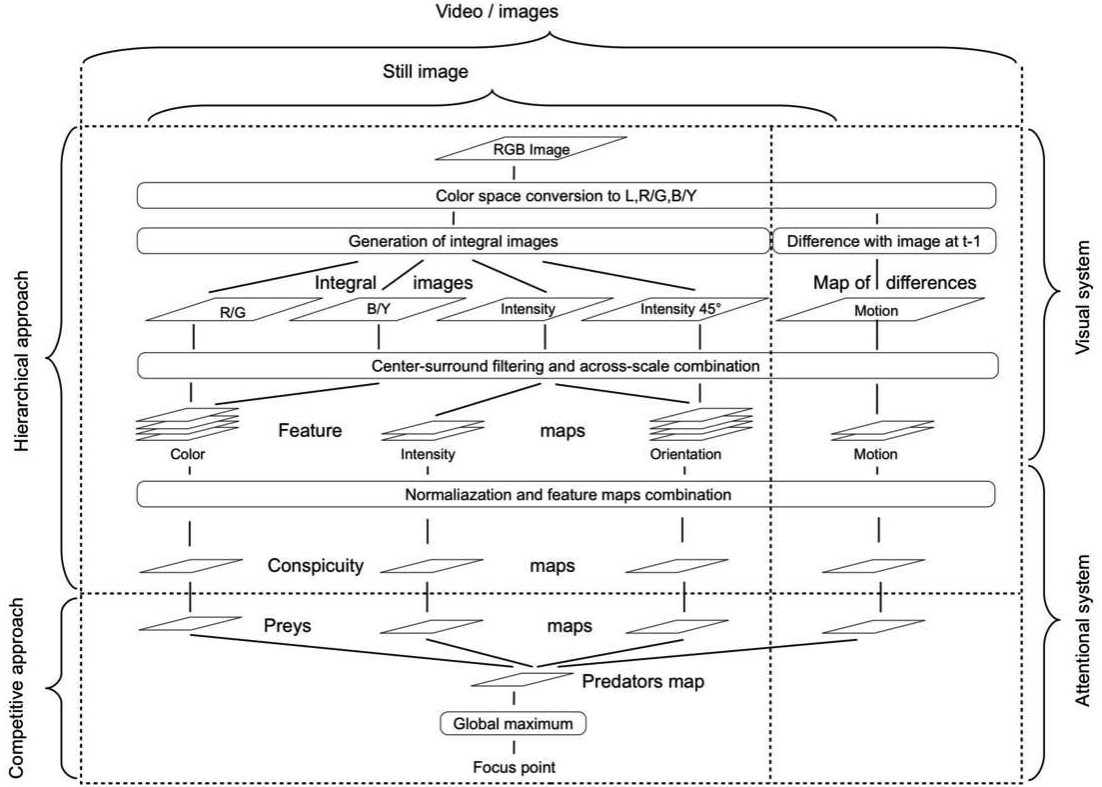 Video / images
Still image
RGB Image
Color space conversion to L,R/G,B/Y
Generation of integral images
Difference with image at t-1
Integral images
Map of differences
R/G
B/Y
Intensity
Intensity 45°
Motion
Center-surround filtering and across-scale combination
Feature maps
Color
Intensity
Orientation
Motion
Normaliazation and feature maps combination
Conspicuity maps
Preys maps
Predators map
Global maximum
Focus point
Hierarchical approach
Competitive approach
Visual system
Attentional system